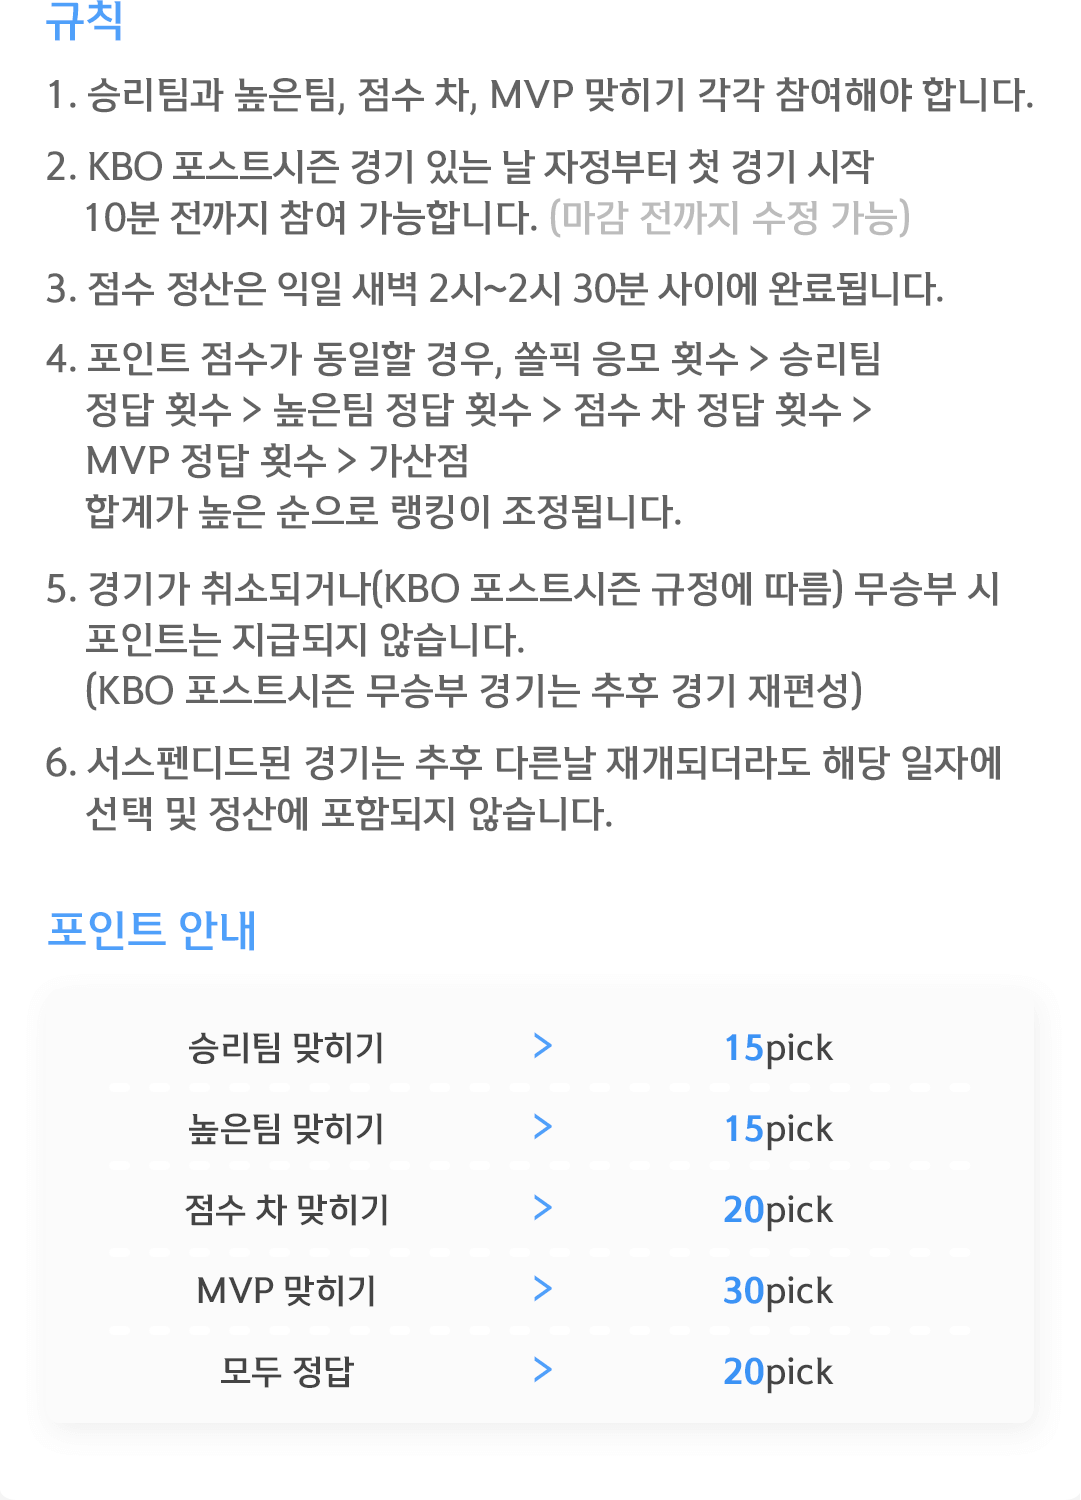 규칙
1. 승리팀과 높은팀, 점수 차, MVP 맞히기 각각 참여해야 합니다.
2. KBO 포스트시즌 경기 있는 날 자정부터 첫 경기 시작
10분 전까지 참여 가능합니다. (마감 전까지 수정 가능)
3. 점수 정산은 익일 새벽 2시~2시 30분 사이에 완료됩니다.
4. 포인트 점수가 동일할 경우, 쏠픽 응모 횟수 > 승리팀
정답 횟수 > 높은팀 정답 횟수 > 점수 차 정답 횟수 >
MVP 정답 횟수 > 가산점
합계가 높은 순으로 랭킹이 조정됩니다.
5. 경기가 취소되거나(KBO 포스트시즌 규정에 따름) 무승부 시
포인트는 지급되지 않습니다.
(KBO 포스트시즌 무승부 경기는 추후 경기 재편성)
6. 서스펜디드된 경기는 추후 다른날 재개되더라도 해당 일자에
선택 및 정산에 포함되지 않습니다.
포인트 안내
승리팀 맞히기 > 15pick
높은팀 맞히기 > 15pick
점수 차 맞히기 > 20pick
MVP 맞히기 > 30pick
모두 정답 > 20pick